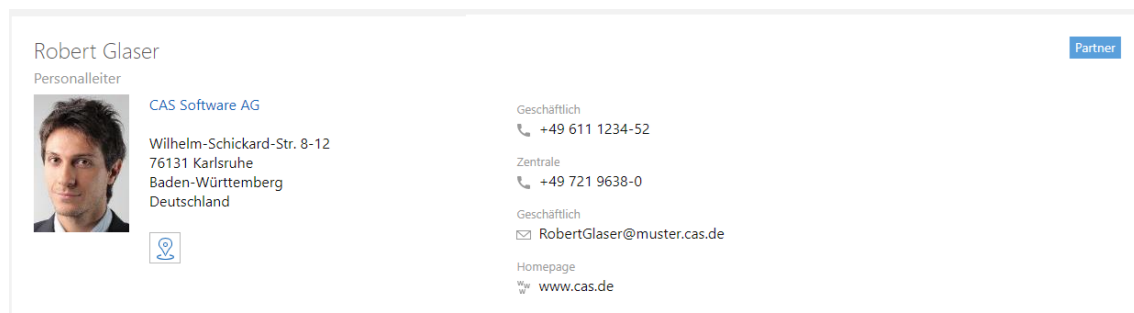 Robert Glaser
Partner
Personalleiter
CAS Software AG
Wilhelm-Schickard-Str. 8-12
76131 Karlsruhe
Baden-Württemberg
Deutschland
Geschäftlich
+49 611 1234-52
Zentrale
+49 721 9638-0
Geschäftlich
RobertGlaser@muster.cas.de
Homepage
www
www.cas.de